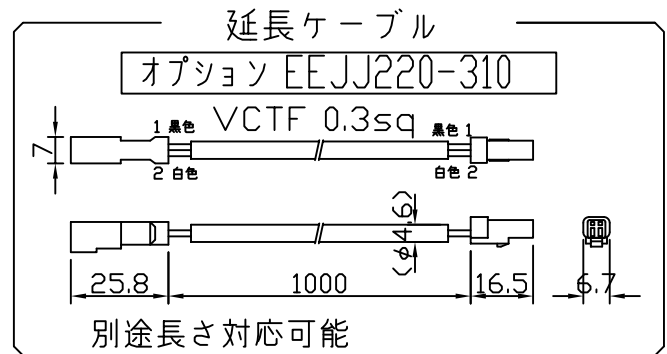 延長ケーブル
オプション EEJJ220-310
VCTF 0.3sq
1 黒色
黒色 1
7
2 白色
白色 2
(φ4.6)
25.8
1000
16.5
6.7
別途長さ対応可能